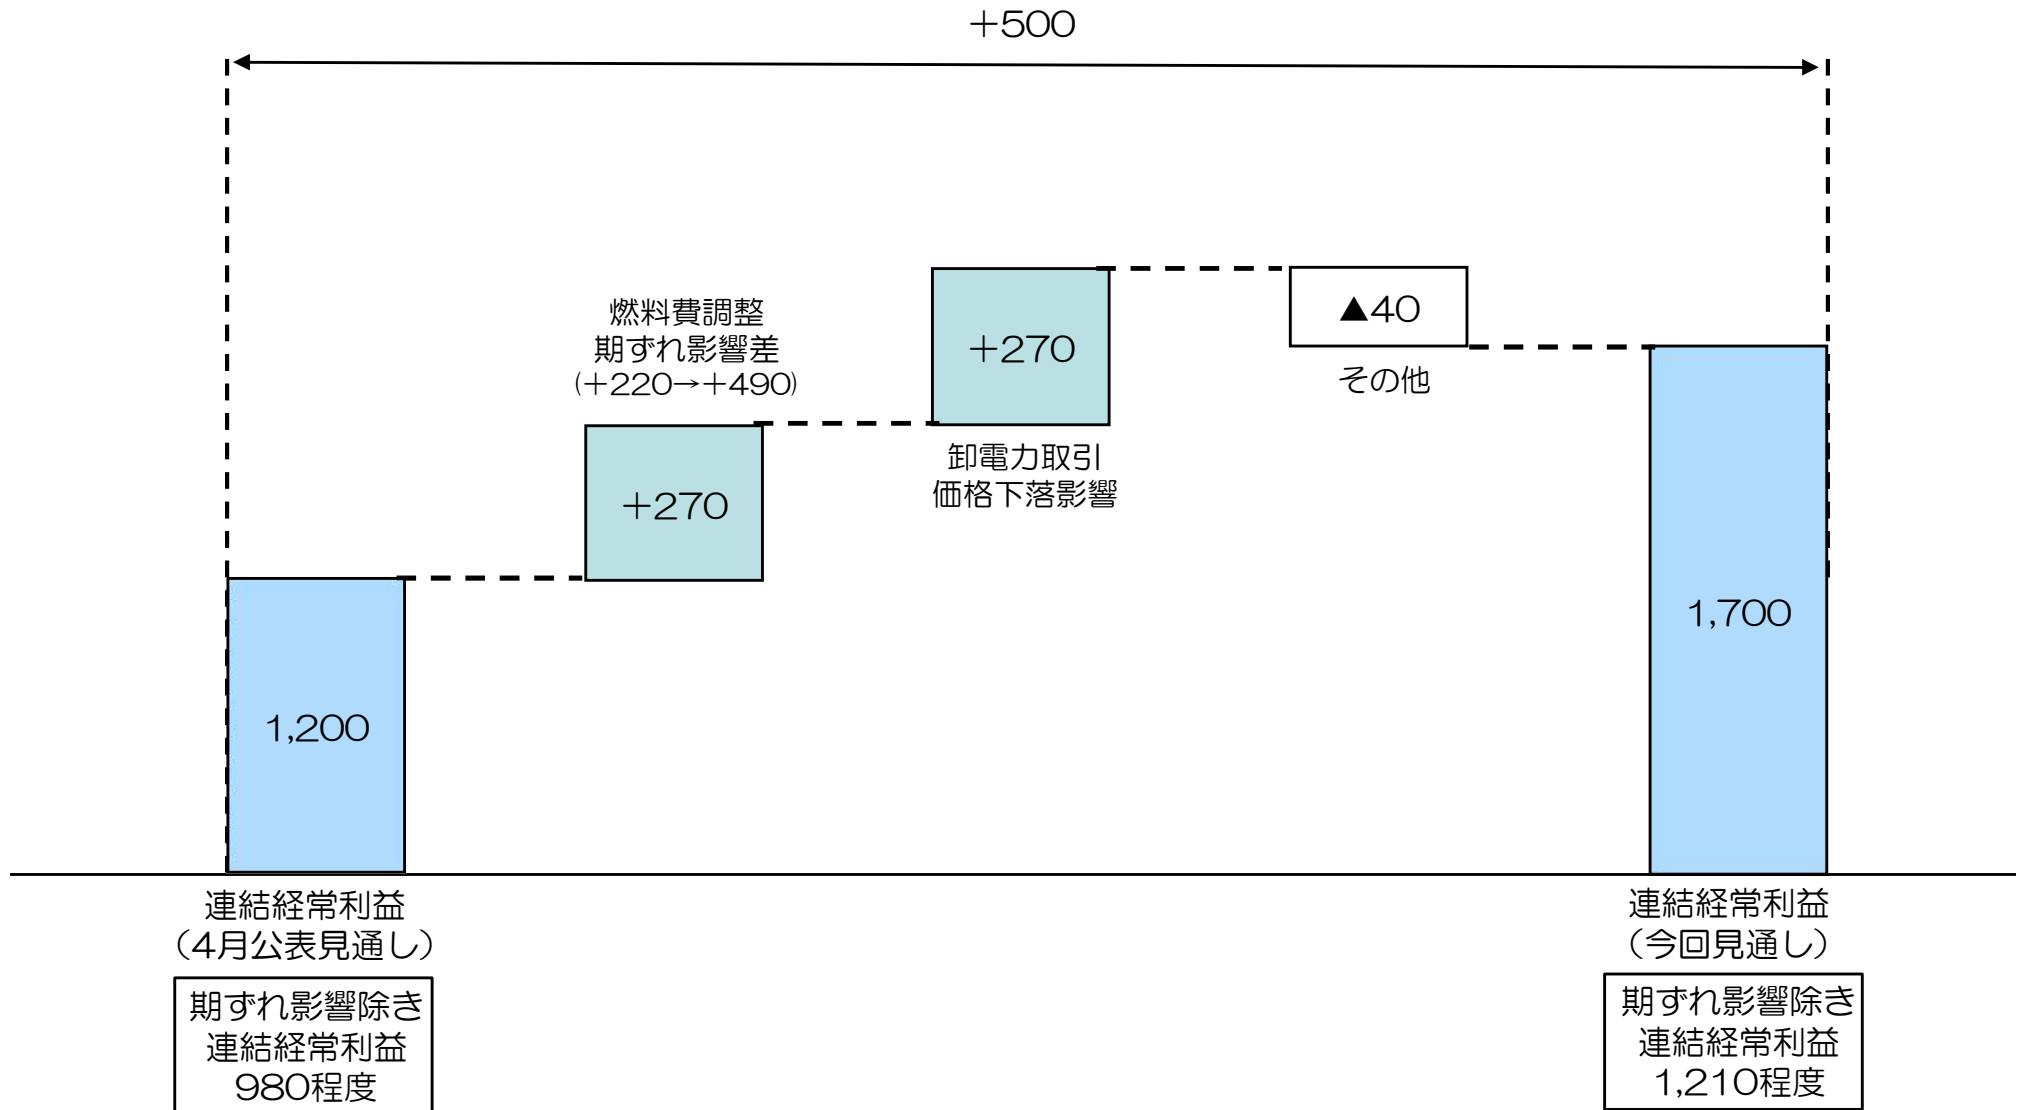 +500
燃料費調整
期ずれ影響差
(+220→+490)
+270
+270
卸電力取引
価格下落影響
▲40
その他
1,200
1,700
連結経常利益
(4月公表見通し)
期ずれ影響除き
連結経常利益
980程度
連結経常利益
(今回見通し)
期ずれ影響除き
連結経常利益
1,210程度